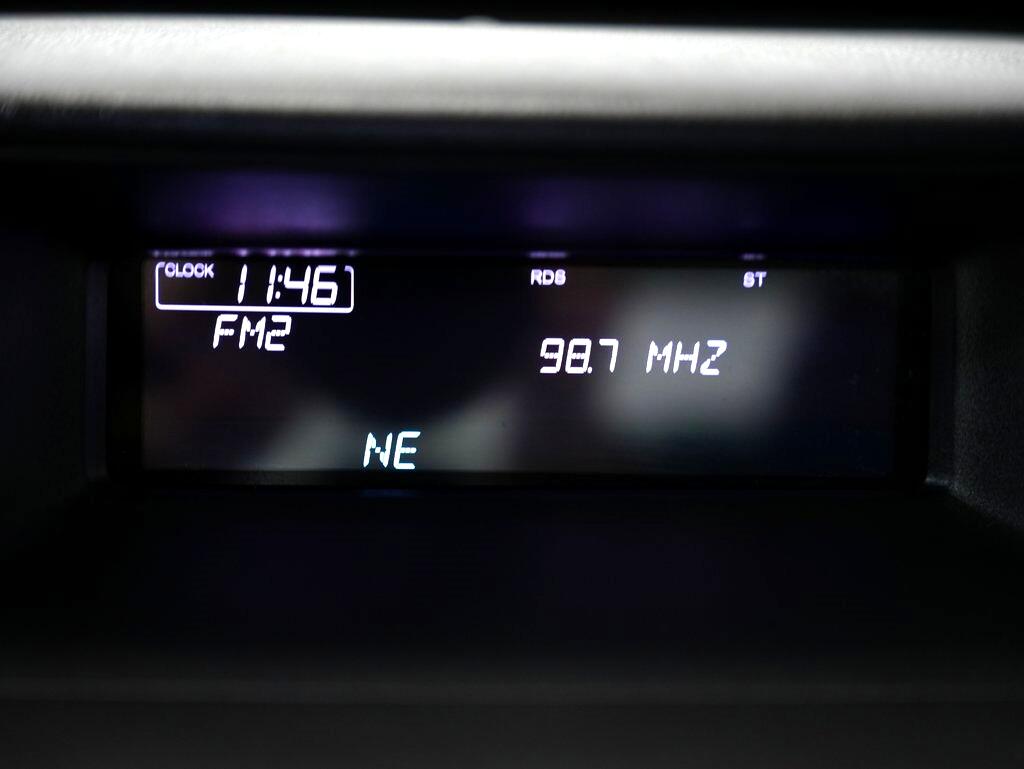 CLOCK 11:46 RDS ST
FM2
98.7 MHZ
NE